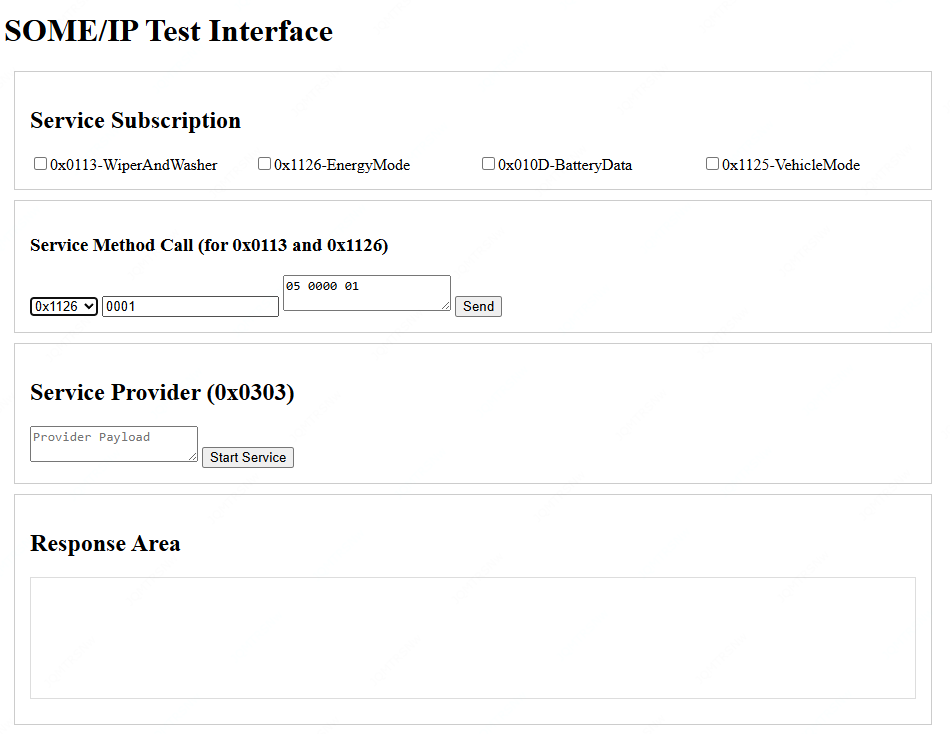 SOME/IP Test Interface
Service Subscription
0x0113-WiperAndWasher 0x1126-EnergyMode 0x010D-BatteryData 0x1125-VehicleMode
Service Method Call (for 0x0113 and 0x1126)
0x1126 0001 05 0000 01 Send
Service Provider (0x0303)
Provider Payload Start Service
Response Area